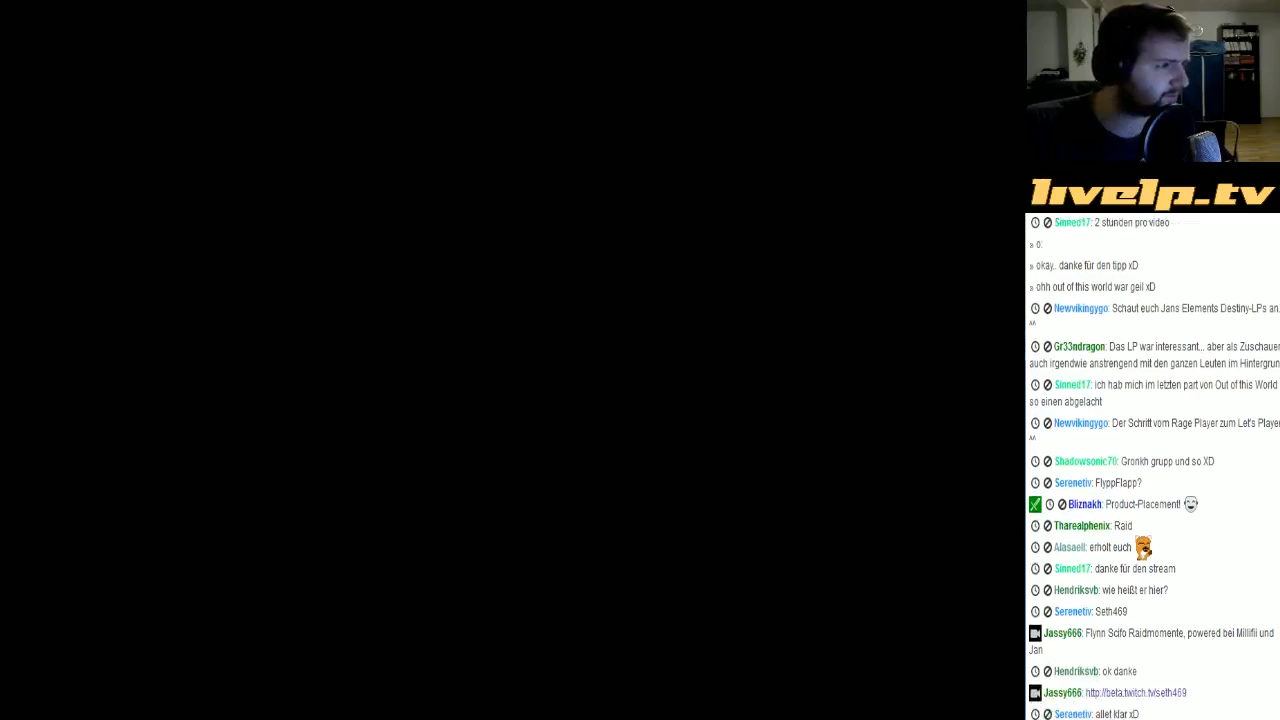 livelp.tv
Sinned17: 2 stunden pro video
» o:
» okay.. danke für den tipp xD
» ohh out of this world war geil xD
Newvikingygo: Schaut euch Jans Elements Destiny-LPs an.
^^
Gr33ndragon: Das LP war interessant... aber als Zuschauer
auch irgendwie anstrengend mit den ganzen Leuten im Hintergrun
Sinned17: ich hab mich im letzten part von Out of this World
so einen abgelacht
Newvikingygo: Der Schritt vom Rage Player zum Let's Player
^^
Shadowsonic70: Gronkh grupp und so XD
Serenetiv: FlyppFlapp?
Bliznakh: Product-Placement!
Tharealphenix: Raid
Alasaell: erholt euch
Sinned17: danke für den stream
Hendriksvb: wie heißt er hier?
Serenetiv: Seth469
Jassy666: Flynn Scifo Raidmomente, powered bei Millifli und
Jan
Hendriksvb: ok danke
Jassy666: http://beta.twitch.tv/seth469
Serenetiv: allet klar xD